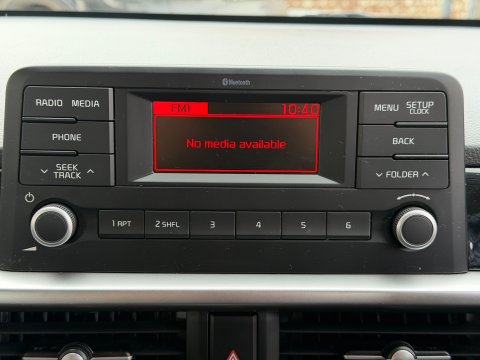 Bluetooth
RADIO MEDIA
FM1 10:40
MENU SETUP
CLOCK
PHONE
No media available
BACK
SEEK
TRACK
FOLDER
1 RPT 2 SHFL 3 4 5 6